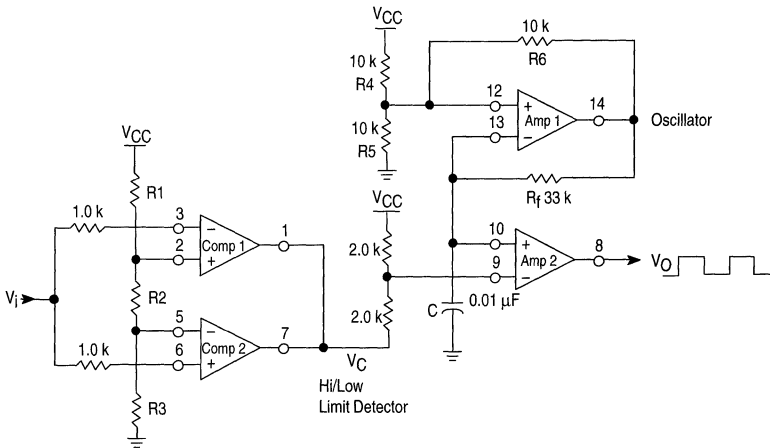 VCC
10 k
R6
10 k
R4
12
+
Amp 1
14
13
−
Oscillator
10 k
R5
Rf 33 k
VCC
R1
1.0 k
3
−
Comp 1
1
2
+
Vi
R2
5
−
Comp 2
7
1.0 k
6
+
R3
VCC
2.0 k
10
+
Amp 2
8
9
−
VO
2.0 k
C
0.01 µF
VC
Hi/Low
Limit Detector